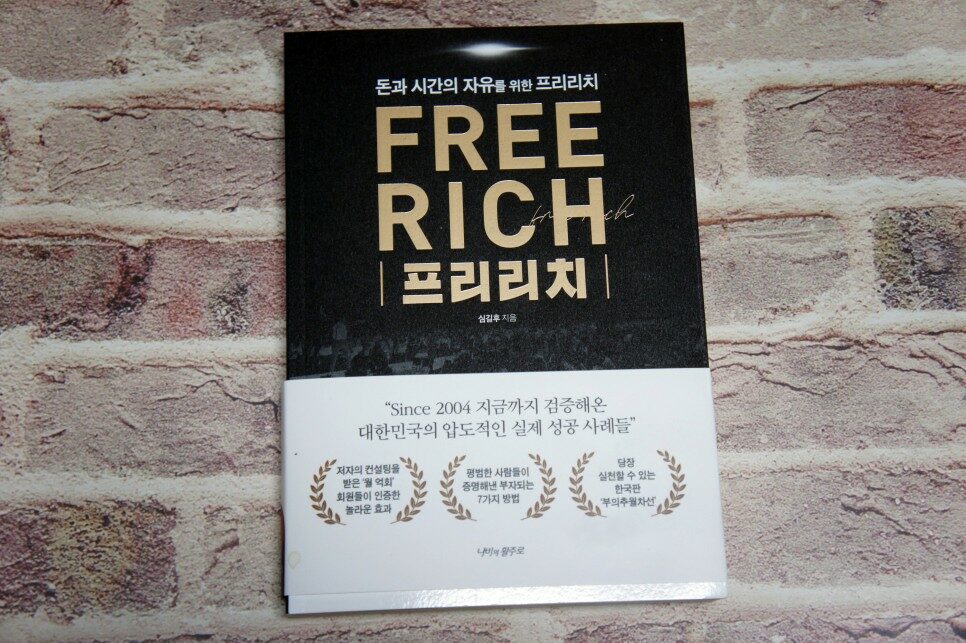 돈과 시간의 자유를 위한 프리리치
FREE
RICH
프리리치
심길후 지음
“Since 2004 지금까지 검증해온
대한민국의 압도적인 실제 성공 사례들”
저자의 컨설팅을
받은 ‘월 억회’
회원들이 인증한
놀라운 효과
평범한 사람들이
증명해낸 부자되는
7가지 방법
당장
실천할 수 있는
한국판
‘부의추월차선’
나비의 활주로